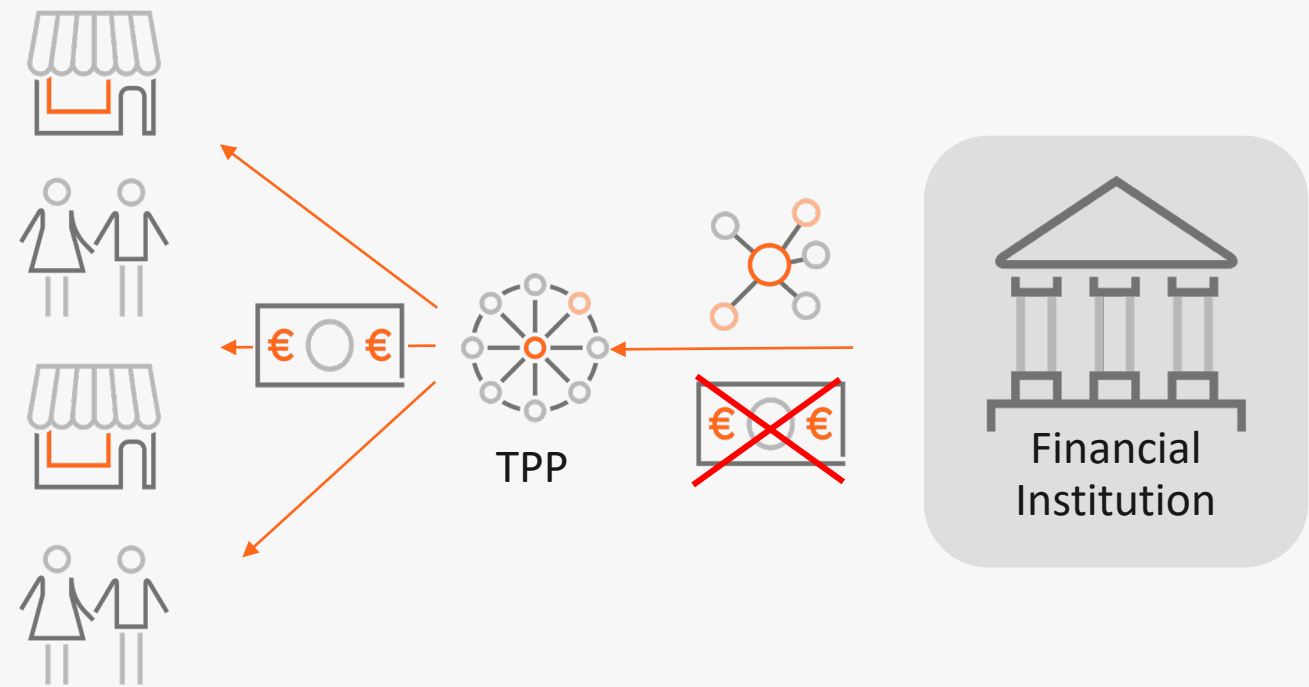 € €
TPP
€ €
Financial
Institution